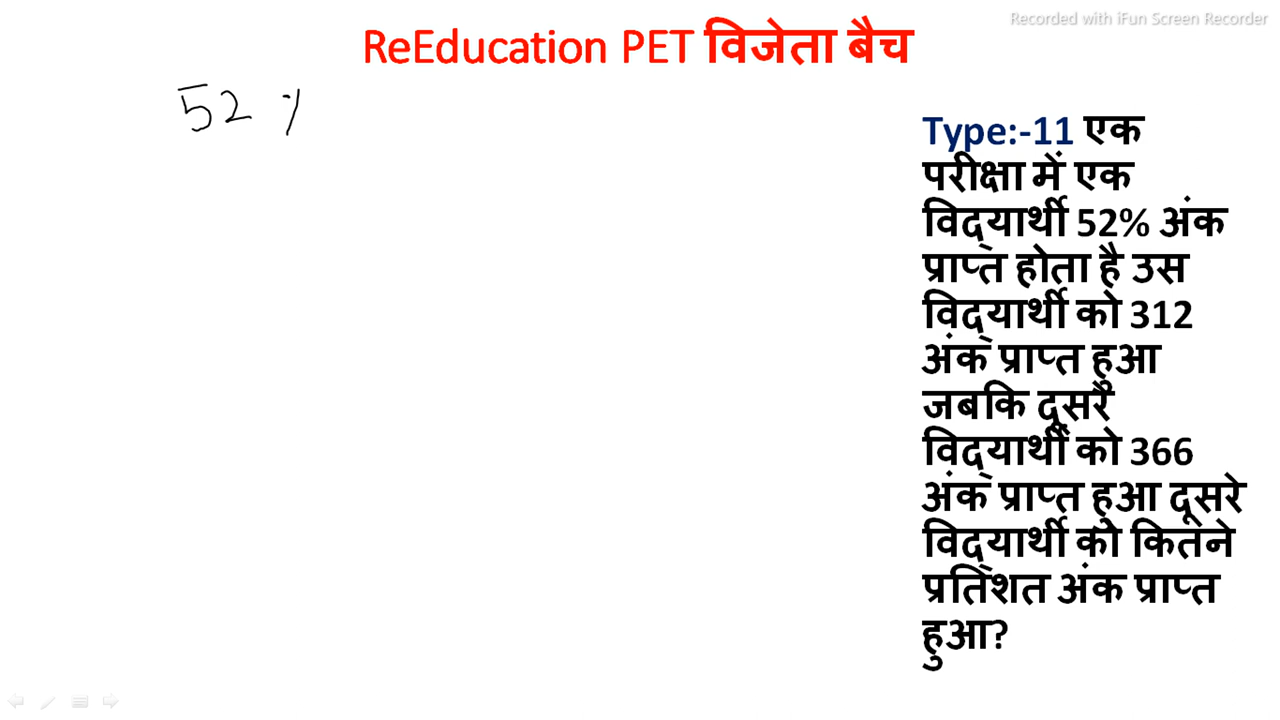 Recorded with iFun Screen Recorder
ReEducation PET विजेता बैच
52 %
Type:-11 एक
परीक्षा में एक
विद्यार्थी 52% अंक
प्राप्त होता है उस
विद्यार्थी को 312
अंक प्राप्त हुआ
जबकि दूसरे
विद्यार्थी को 366
अंक प्राप्त हुआ दूसरे
विद्यार्थी को कितने
प्रतिशत अंक प्राप्त
हुआ?